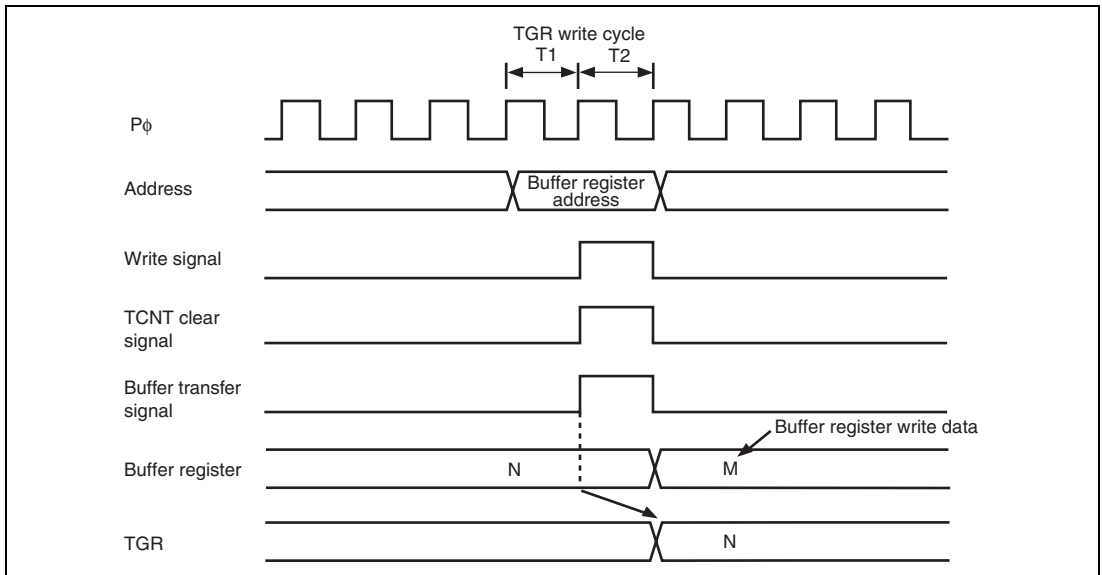 TGR write cycle
T1 T2
Pϕ
Address
Buffer register
address
Write signal
TCNT clear
signal
Buffer transfer
signal
Buffer register write data
Buffer register
N
M
TGR
N